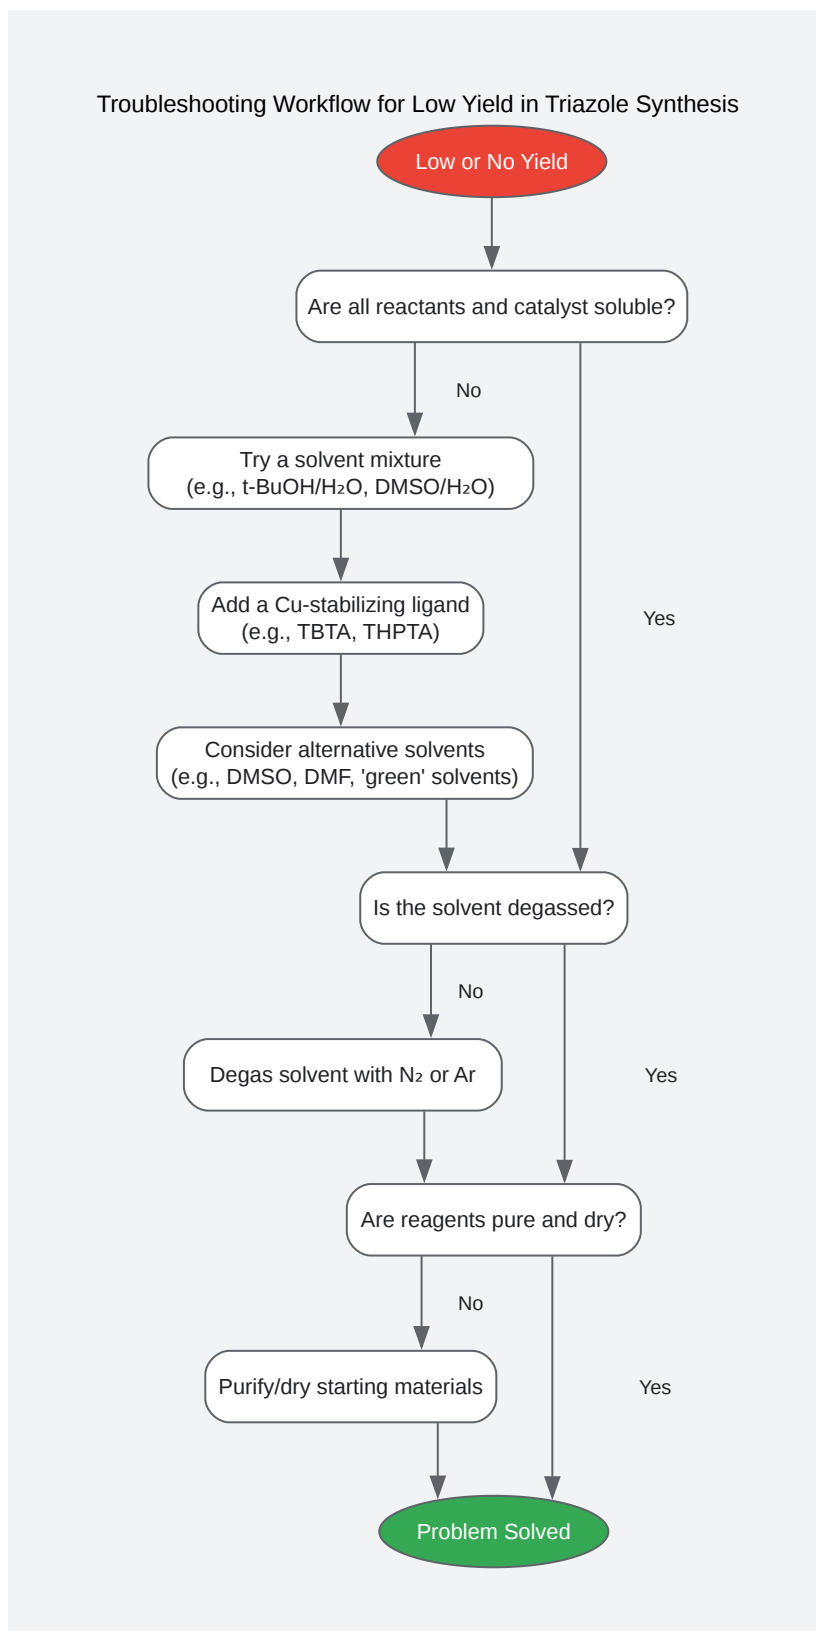 Troubleshooting Workflow for Low Yield in Triazole Synthesis
Low or No Yield
Are all reactants and catalyst soluble?
No
Try a solvent mixture
(e.g., t-BuOH/H₂O, DMSO/H₂O)
Add a Cu-stabilizing ligand
(e.g., TBTA, THPTA)
Yes
Consider alternative solvents
(e.g., DMSO, DMF, 'green' solvents)
Is the solvent degassed?
No
Degas solvent with N₂ or Ar
Yes
Are reagents pure and dry?
No
Purify/dry starting materials
Yes
Problem Solved